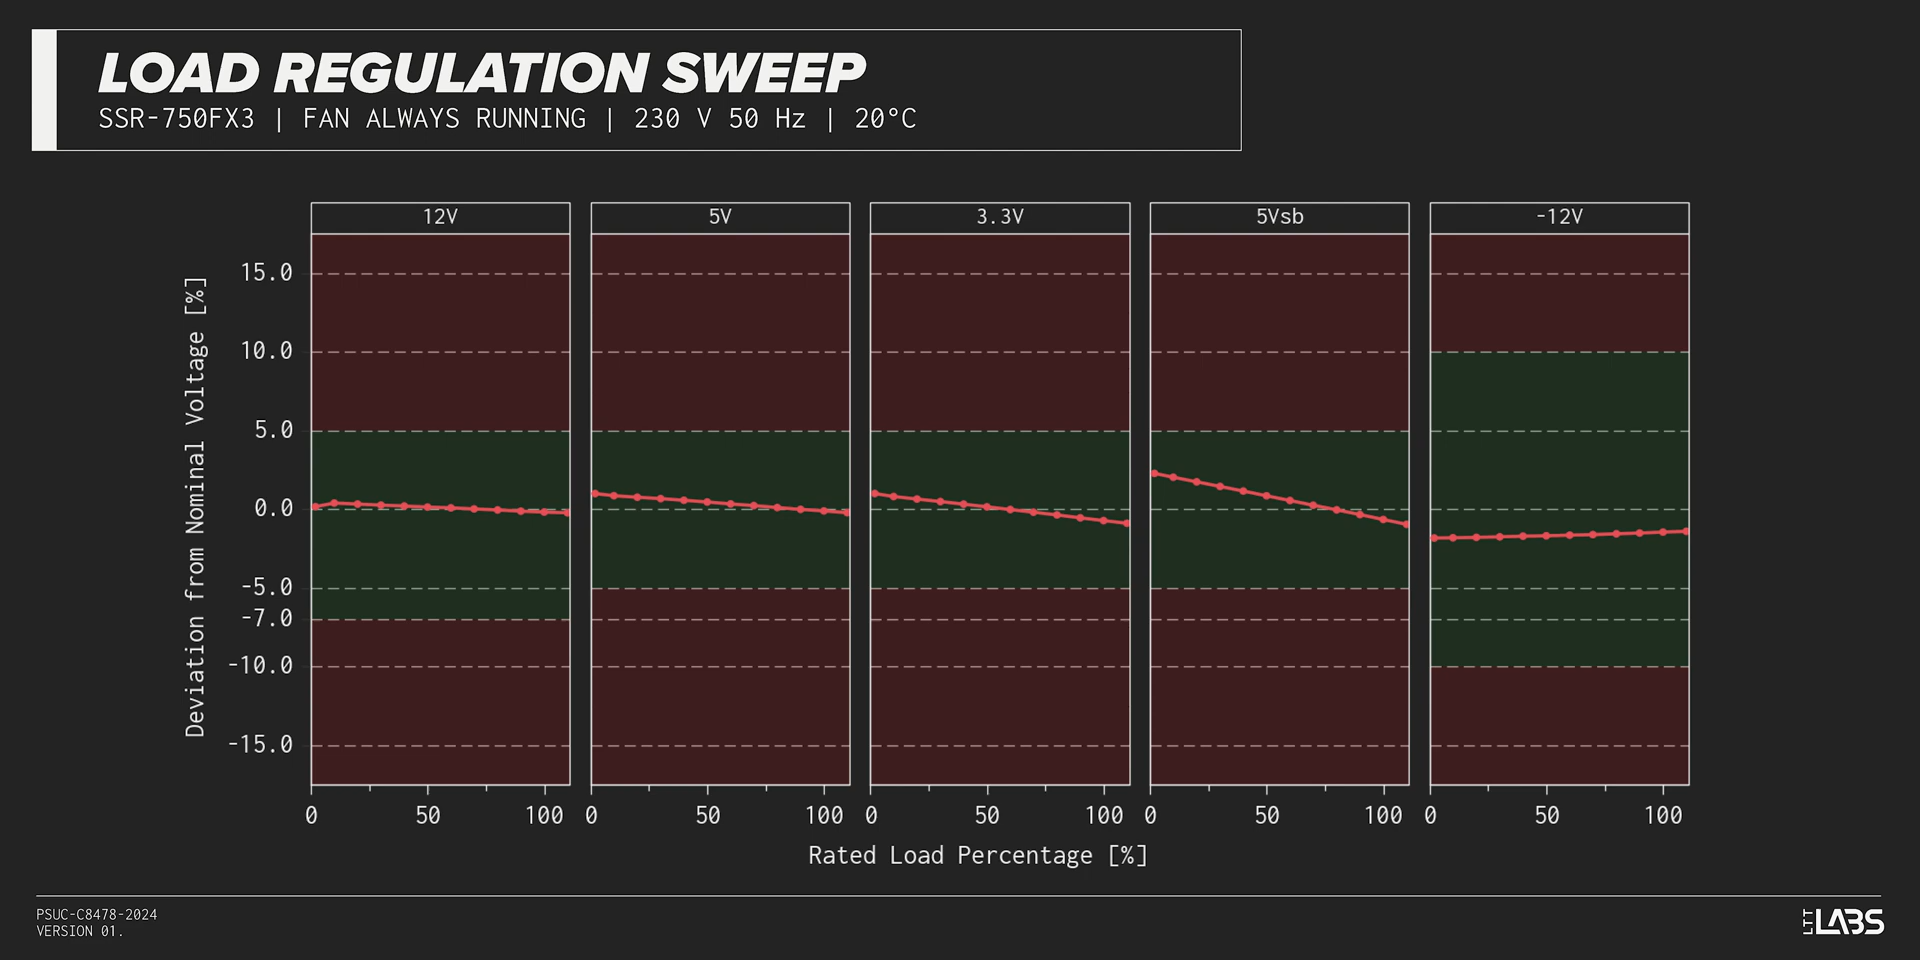 LOAD REGULATION SWEEP
SSR-750FX3 | FAN ALWAYS RUNNING | 230 V 50 Hz | 20°C
12V 5V 3.3V 5Vsb -12V
Deviation from Nominal Voltage [%]
15.0
10.0
5.0
0.0
-5.0
-7.0
-10.0
-15.0
0 50 100 0 50 100 0 50 100 0 50 100 0 50 100
Rated Load Percentage [%]
PSUC-C8478-2024
VERSION 01.
LTT LABS